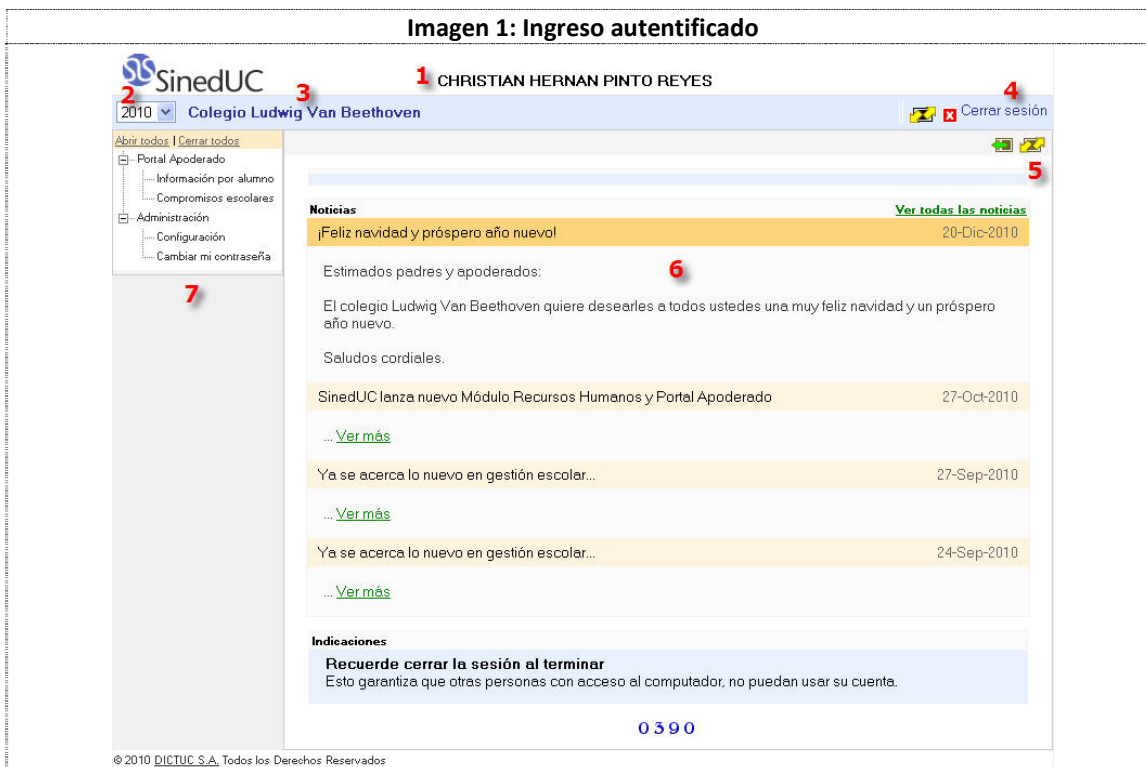 Imagen 1: Ingreso autentificado
SinedUC
1 CHRISTIAN HERNAN PINTO REYES
2 3 4
2010 Colegio Ludwig Van Beethoven Cerrar sesión
Abrir todos | Cerrar todos
Portal Apoderado
Información por alumno
Compromisos escolares
Administración
Configuración
Cambiar mi contraseña
7
5
Noticias Ver todas las noticias
¡Feliz navidad y próspero año nuevo! 20-Dic-2010
Estimados padres y apoderados: 6
El colegio Ludwig Van Beethoven quiere desearles a todos ustedes una muy feliz navidad y un próspero
año nuevo.
Saludos cordiales.
SinedUC lanza nuevo Módulo Recursos Humanos y Portal Apoderado 27-Oct-2010
... Ver más
Ya se acerca lo nuevo en gestión escolar... 27-Sep-2010
... Ver más
Ya se acerca lo nuevo en gestión escolar... 24-Sep-2010
... Ver más
Indicaciones
Recuerde cerrar la sesión al terminar
Esto garantiza que otras personas con acceso al computador, no puedan usar su cuenta.
0390
© 2010 DICTUC S.A. Todos los Derechos Reservados